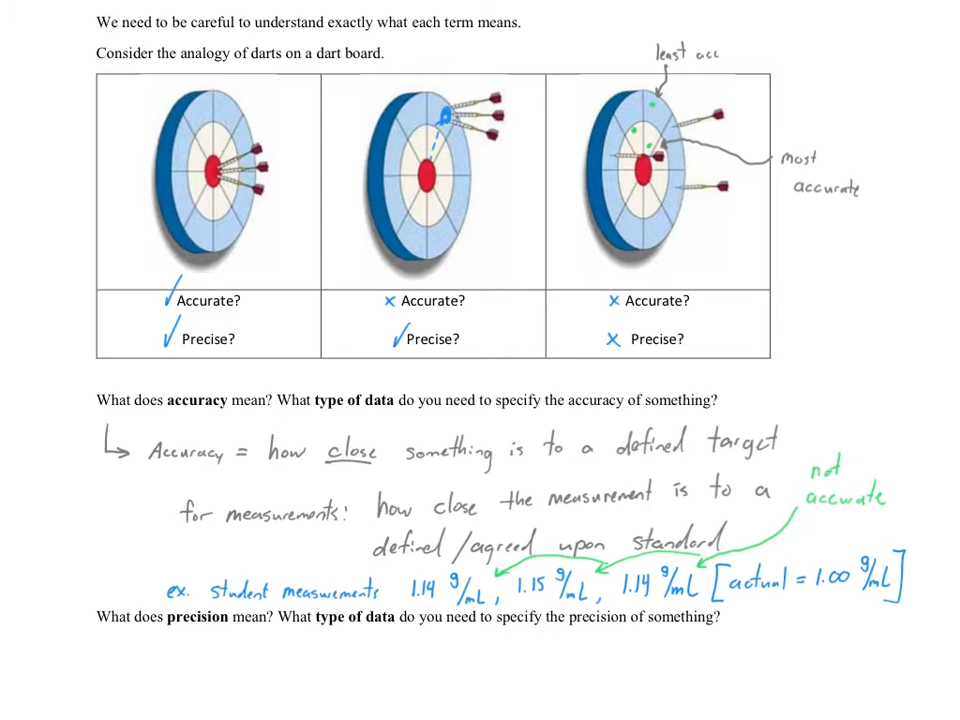 We need to be careful to understand exactly what each term means.
Consider the analogy of darts on a dart board.
least acc
most
accurate
✓ Accurate?
✓ Precise?
x Accurate?
✓ Precise?
x Accurate?
x Precise?
What does accuracy mean? What type of data do you need to specify the accuracy of something?
↳ Accuracy = how close something is to a defined target
for measurements: how close the measurement is to a
defined/agreed upon standard
not
accurate
ex. student measurements 1.14 g/mL, 1.15 g/mL, 1.14 g/mL [actual = 1.00 g/mL]
What does precision mean? What type of data do you need to specify the precision of something?